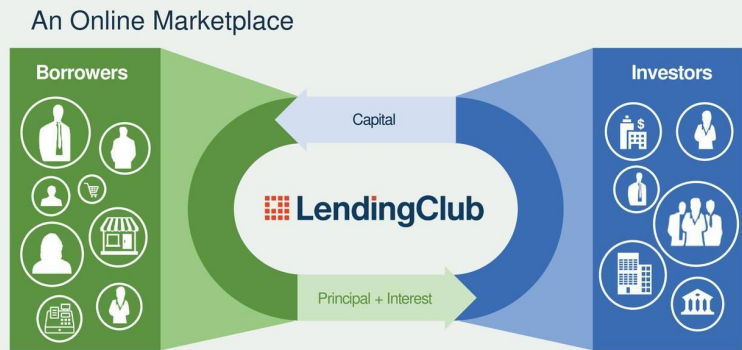 An Online Marketplace
Borrowers
Investors
Capital
$
LendingClub
Principal + Interest